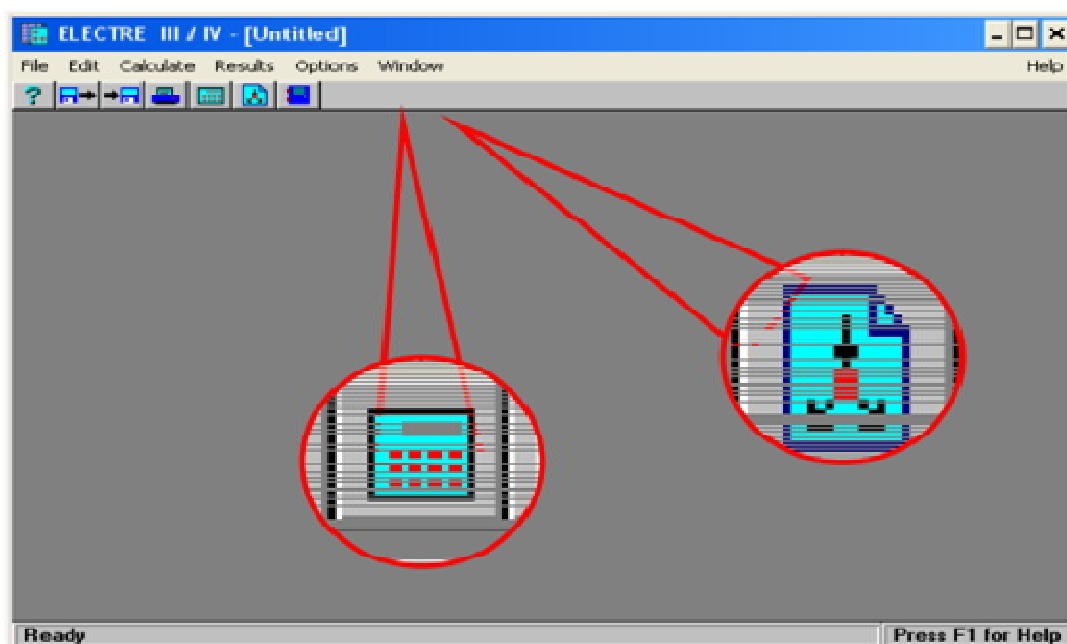 ELECTRE III / IV - [Untitled]
File Edit Calculate Results Options Window Help
?
Ready Press F1 for Help